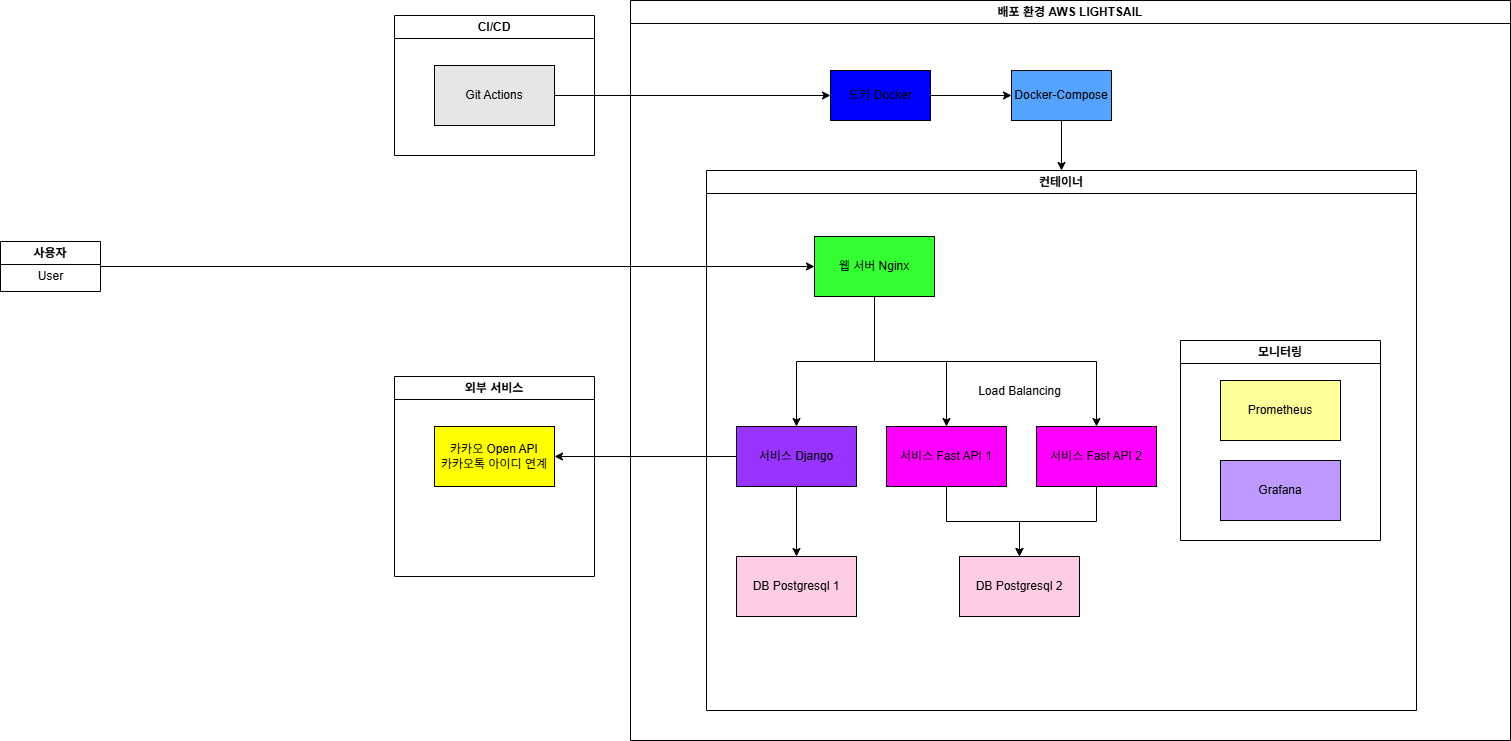 배포 환경 AWS LIGHTSAIL
CI/CD
Git Actions
도커 Docker
Docker-Compose
컨테이너
사용자
User
웹 서버 Nginx
모니터링
Prometheus
Grafana
외부 서비스
카카오 Open API
카카오톡 아이디 연계
Load Balancing
서비스 Django
서비스 Fast API 1
서비스 Fast API 2
DB Postgresql 1
DB Postgresql 2